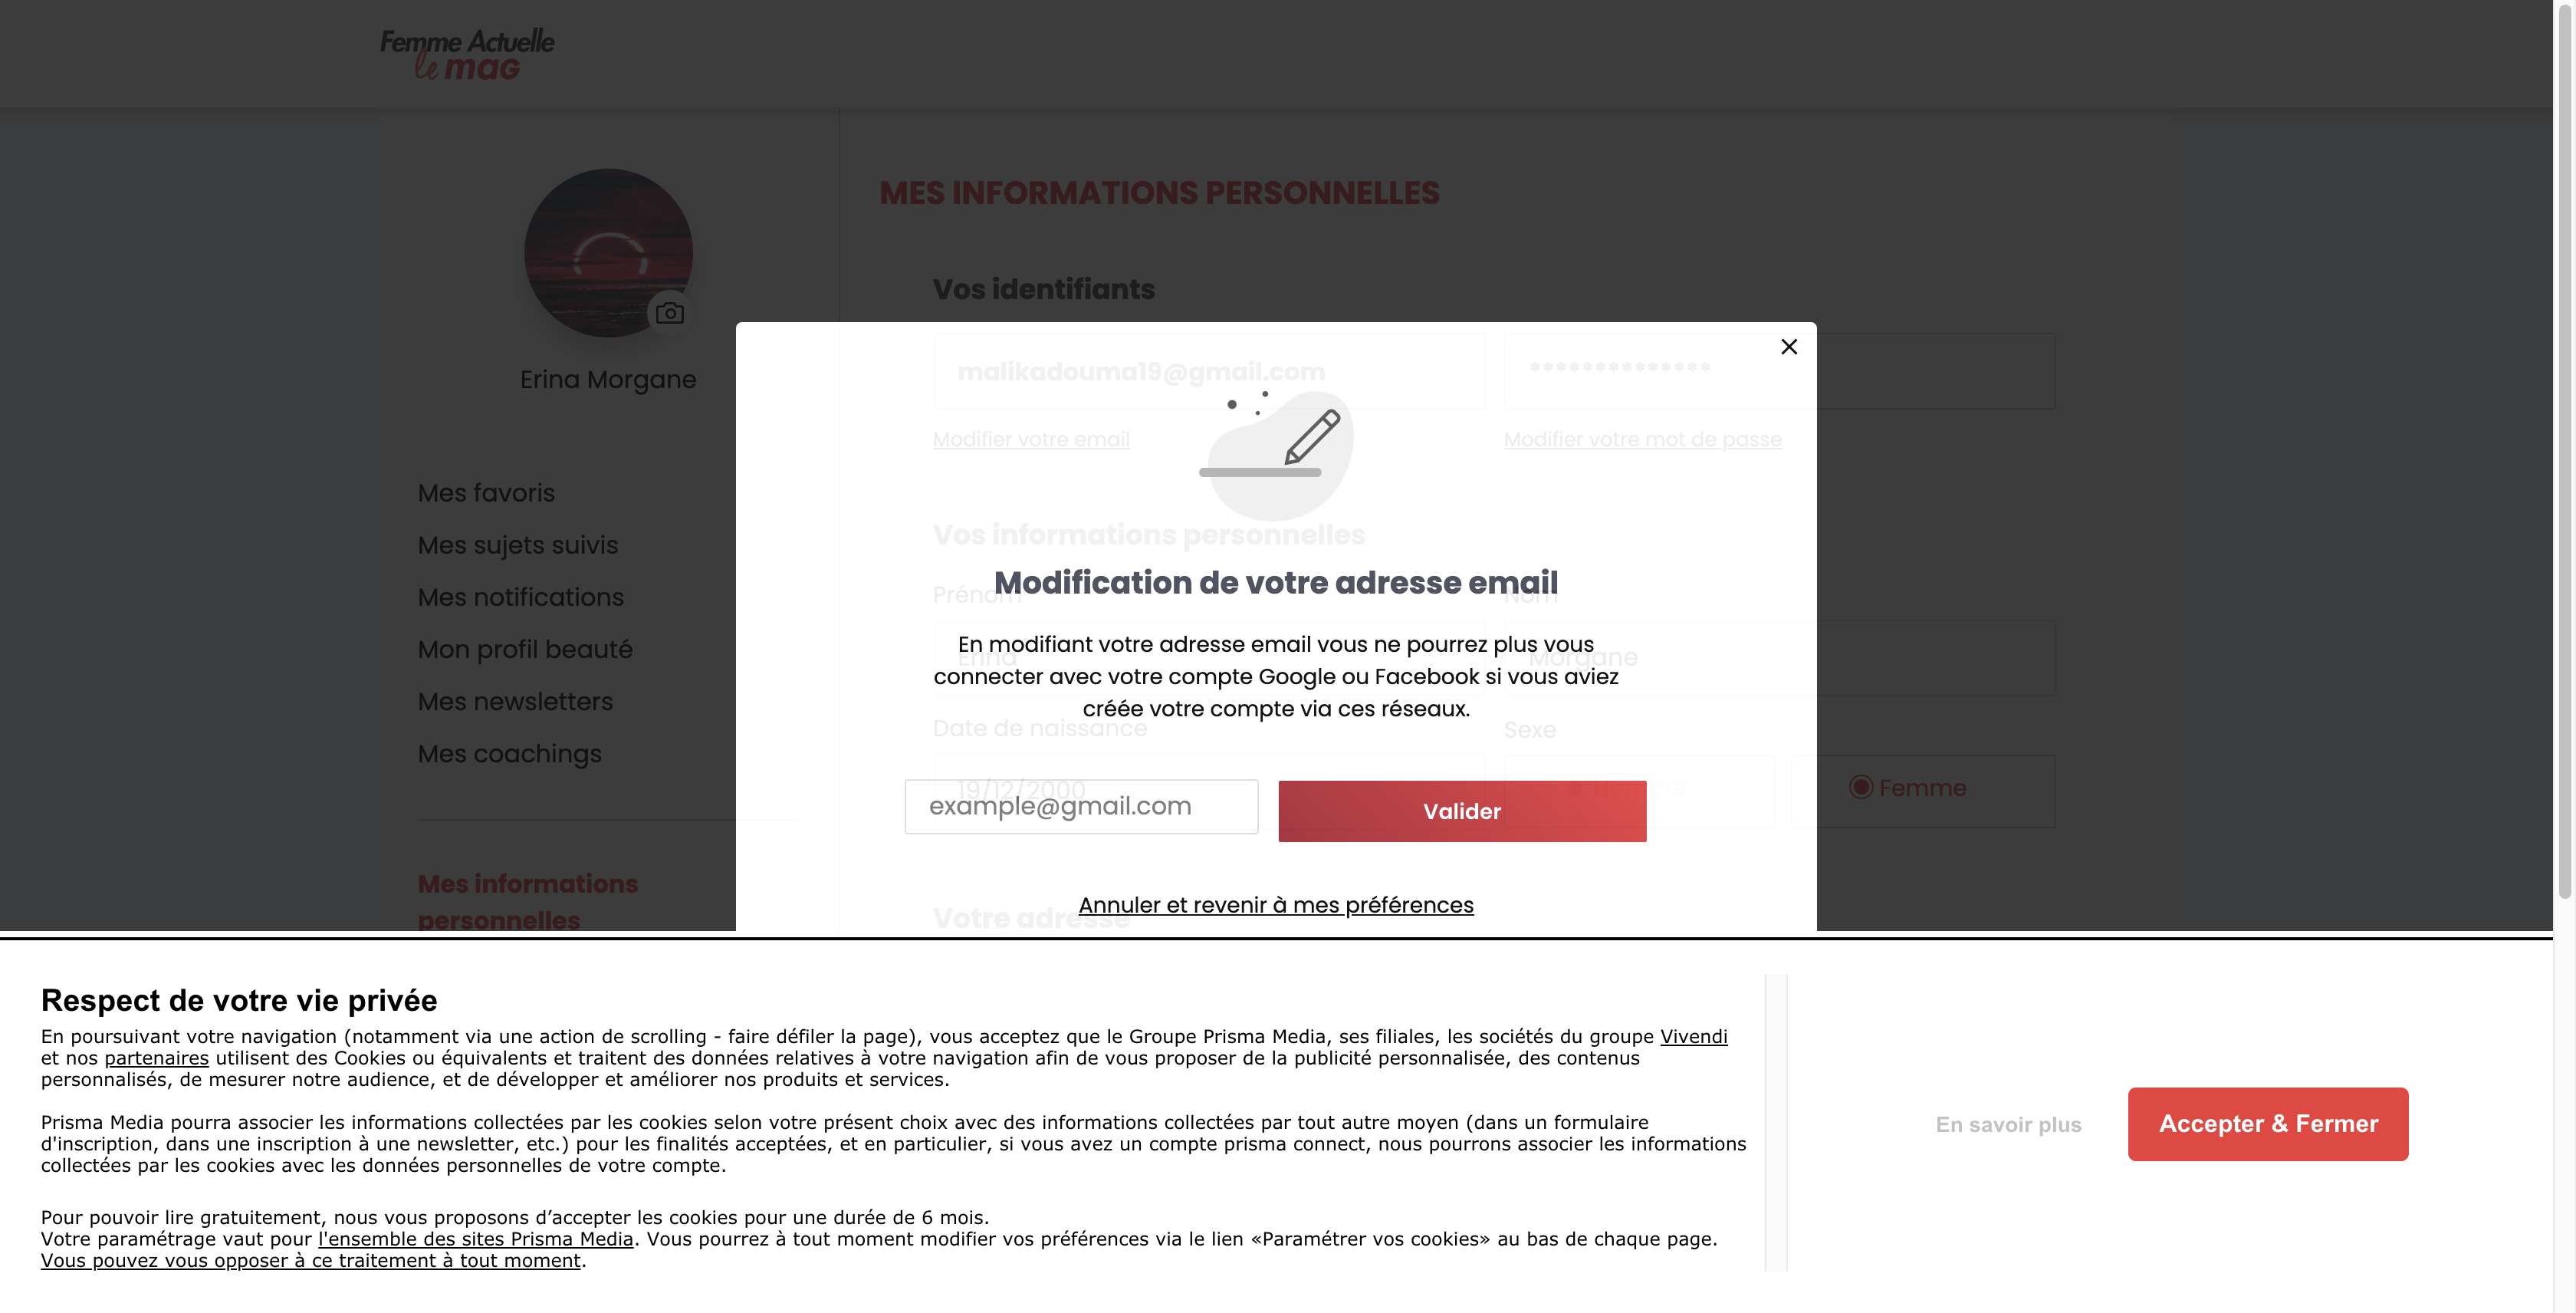 Femme Actuelle
le mag
Erina Morgane
Mes favoris
Mes sujets suivis
Mes notifications
Mon profil beauté
Mes newsletters
Mes coachings
Mes informations
personnelles
MES INFORMATIONS PERSONNELLES
Vos identifiants
malikadouma19@gmail.com
**************
Modifier votre email
Modifier votre mot de passe
Vos informations personnelles
Prénom
Nom
Erina
Morgane
Date de naissance
Sexe
19/12/2000
Homme
Femme
Votre adresse
Modification de votre adresse email
En modifiant votre adresse email vous ne pourrez plus vous
connecter avec votre compte Google ou Facebook si vous aviez
créée votre compte via ces réseaux.
example@gmail.com
Valider
Annuler et revenir à mes préférences
Respect de votre vie privée
En poursuivant votre navigation (notamment via une action de scrolling - faire défiler la page), vous acceptez que le Groupe Prisma Media, ses filiales, les sociétés du groupe Vivendi
et nos partenaires utilisent des Cookies ou équivalents et traitent des données relatives à votre navigation afin de vous proposer de la publicité personnalisée, des contenus
personnalisés, de mesurer notre audience, et de développer et améliorer nos produits et services.
Prisma Media pourra associer les informations collectées par les cookies selon votre présent choix avec des informations collectées par tout autre moyen (dans un formulaire
d'inscription, dans une inscription à une newsletter, etc.) pour les finalités acceptées, et en particulier, si vous avez un compte prisma connect, nous pourrons associer les informations
collectées par les cookies avec les données personnelles de votre compte.
Pour pouvoir lire gratuitement, nous vous proposons d’accepter les cookies pour une durée de 6 mois.
Votre paramétrage vaut pour l'ensemble des sites Prisma Media. Vous pourrez à tout moment modifier vos préférences via le lien «Paramétrer vos cookies» au bas de chaque page.
Vous pouvez vous opposer à ce traitement à tout moment.
En savoir plus
Accepter & Fermer